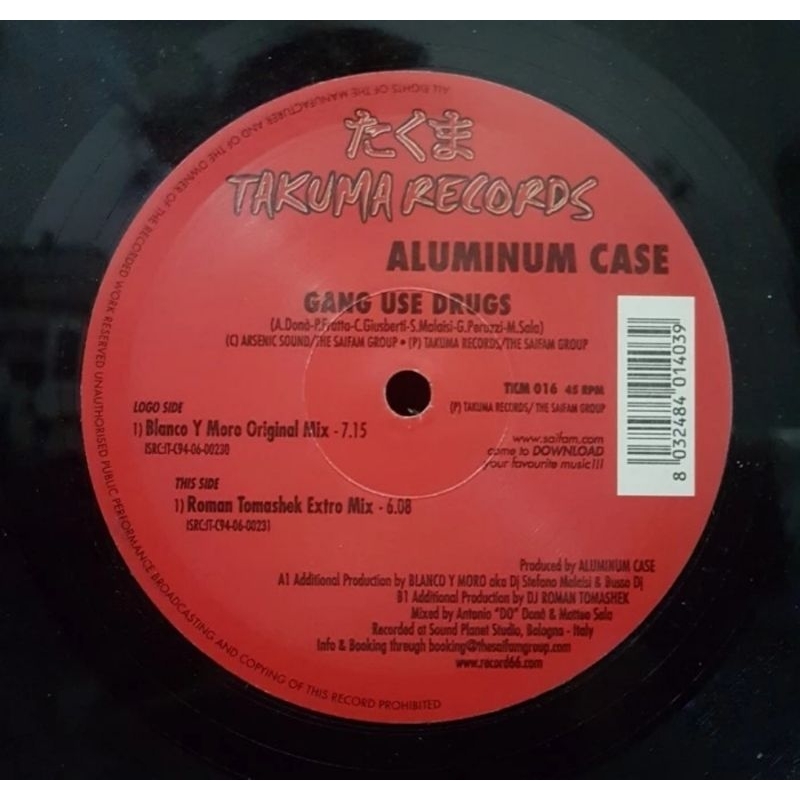 ALL RIGHTS OF THE MANUFACTURER AND OF THE OWNER OF THE RECORDED WORK RESERVED UNAUTHORISED PUBLIC PERFORMANCE BROADCASTING AND COPYING OF THIS RECORD PROHIBITED
たくま
TAKUMA RECORDS
ALUMINUM CASE
GANG USE DRUGS
(A.Donà-P.Fratta-C.Giusberti-S.Malaisi-G.Peruzzi-M.Sala)
(C) ARSENIC SOUND/THE SAIFAM GROUP • (P) TAKUMA RECORDS/THE SAIFAM GROUP
TKM 016 45 RPM
(P) TAKUMA RECORDS/ THE SAIFAM GROUP
LOGO SIDE
1) Blanco Y Moro Original Mix - 7.15
ISRC:IT-C94-06-00230
www.saifam.com
come to DOWNLOAD
your favourite music!!!
8 032484 014039
THIS SIDE
1) Roman Tomashek Extro Mix - 6.08
ISRC:IT-C94-06-00231
Produced by ALUMINUM CASE
A1 Additional Production by BLANCO Y MORO aka Dj Stefano Malaisi & Busso Dj
B1 Additional Production by DJ ROMAN TOMASHEK
Mixed by Antonio "DO" Donà & Matteo Sala
Recorded at Sound Planet Studio, Bologna - Italy
Info & Booking through booking@thesaifamgroup.com
www.record66.com